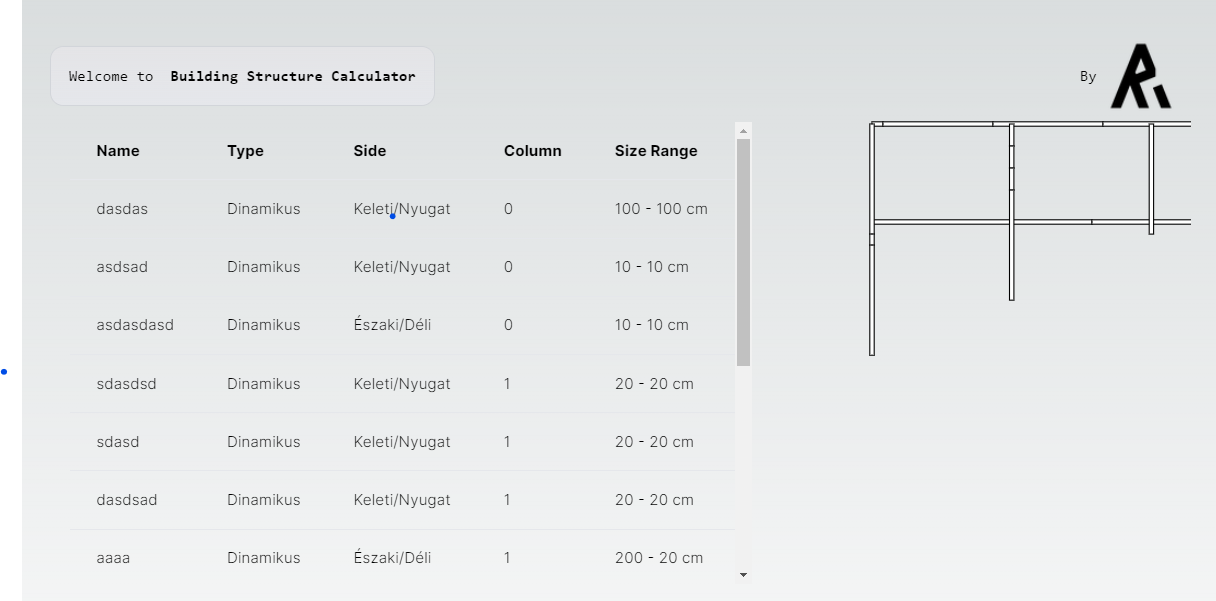 Welcome to Building Structure Calculator
By
Name Type Side Column Size Range
dasdas Dinamikus Keleti/Nyugat 0 100 - 100 cm
asdsad Dinamikus Keleti/Nyugat 0 10 - 10 cm
asdasdasd Dinamikus Északi/Déli 0 10 - 10 cm
sdasdsd Dinamikus Keleti/Nyugat 1 20 - 20 cm
sdasd Dinamikus Keleti/Nyugat 1 20 - 20 cm
dasdsad Dinamikus Keleti/Nyugat 1 20 - 20 cm
aaaa Dinamikus Északi/Déli 1 200 - 20 cm